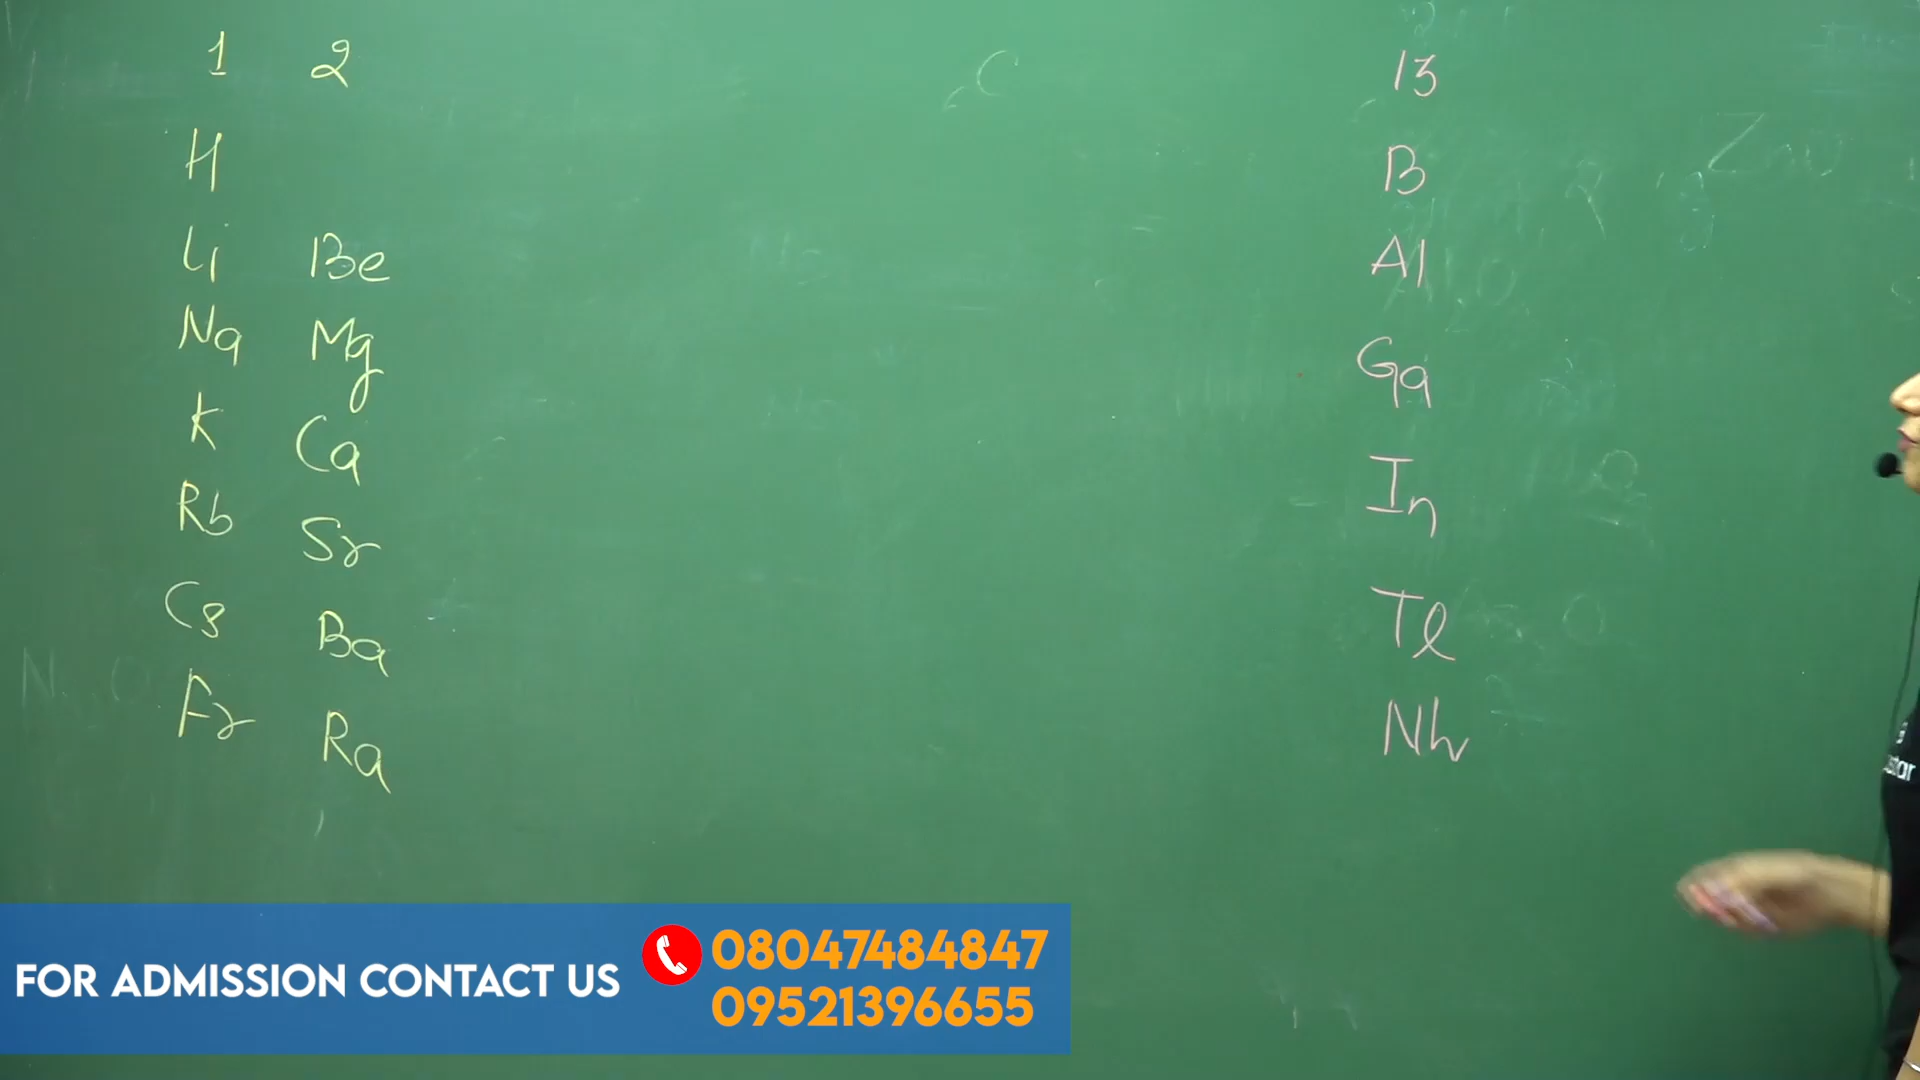 1 2 13
H B
Li Be Al
Na Mg Ga
K Ca In
Rb Sr Tl
Cs Ba Nh
Fr Ra
FOR ADMISSION CONTACT US
08047484847
09521396655